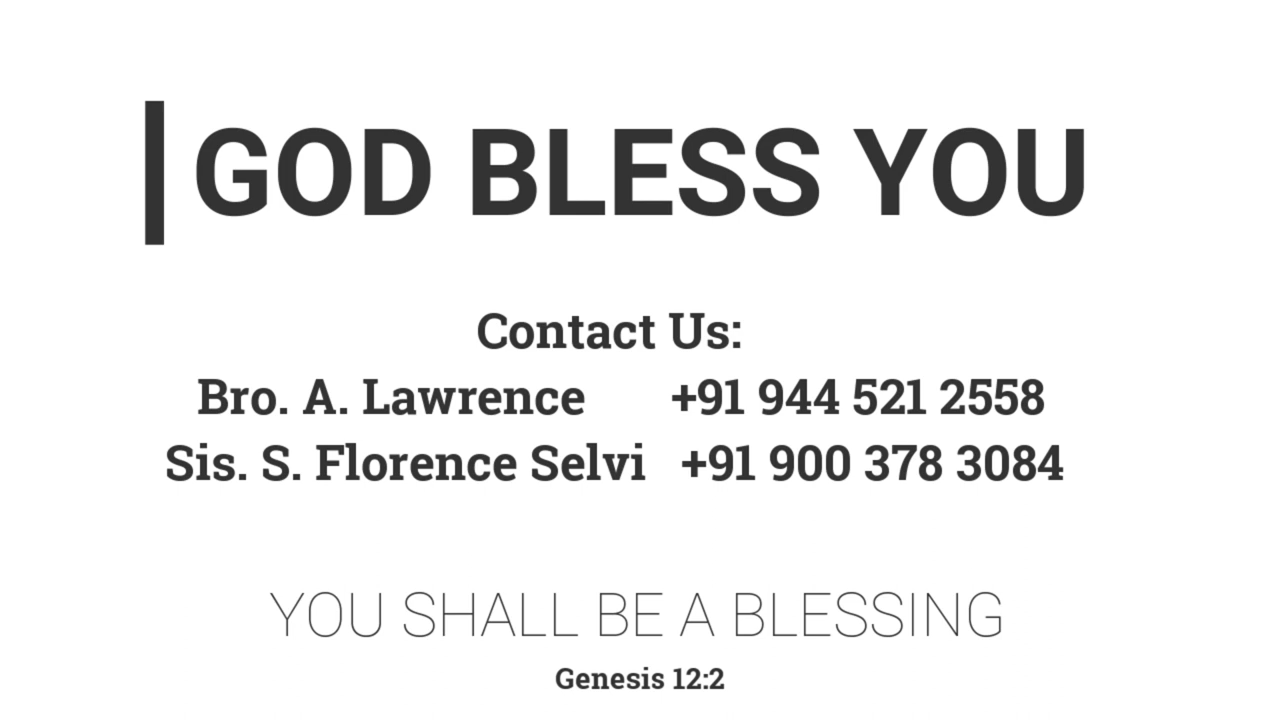 GOD BLESS YOU
Contact Us:
Bro. A. Lawrence +91 944 521 2558
Sis. S. Florence Selvi +91 900 378 3084
YOU SHALL BE A BLESSING
Genesis 12:2